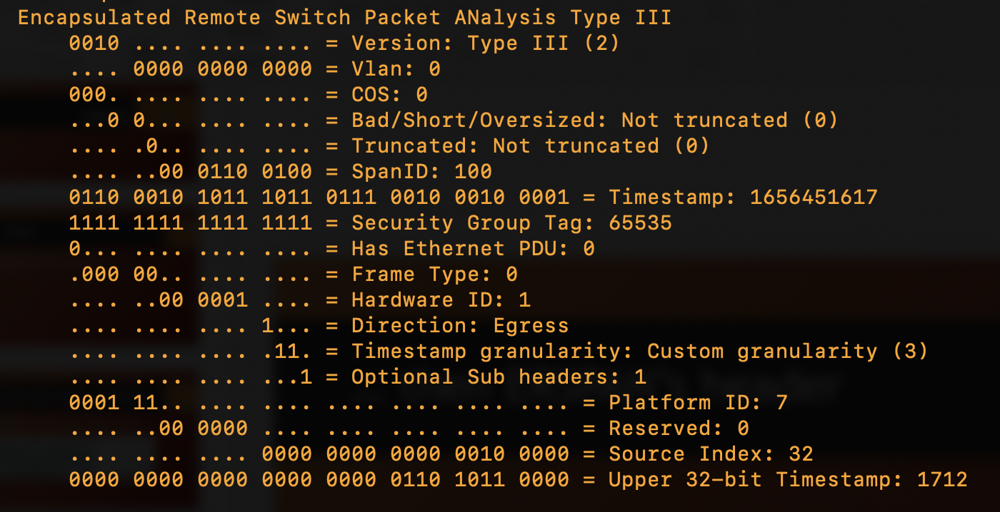 Encapsulated Remote Switch Packet ANalysis Type III
0010 .... .... .... = Version: Type III (2)
.... 0000 0000 0000 = Vlan: 0
000. .... .... .... = COS: 0
...0 0... .... .... = Bad/Short/Oversized: Not truncated (0)
.... .0.. .... .... = Truncated: Not truncated (0)
.... ..00 0110 0100 = SpanID: 100
0110 0010 1011 1011 0111 0010 0010 0001 = Timestamp: 1656451617
1111 1111 1111 1111 = Security Group Tag: 65535
0... .... .... .... = Has Ethernet PDU: 0
.000 00.. .... .... = Frame Type: 0
.... ..00 0001 .... = Hardware ID: 1
.... .... .... 1... = Direction: Egress
.... .... .... .11. = Timestamp granularity: Custom granularity (3)
.... .... .... ...1 = Optional Sub headers: 1
0001 11.. .... .... .... .... .... .... = Platform ID: 7
.... ..00 0000 .... .... .... .... .... = Reserved: 0
.... .... .... 0000 0000 0000 0010 0000 = Source Index: 32
0000 0000 0000 0000 0000 0110 1011 0000 = Upper 32-bit Timestamp: 1712